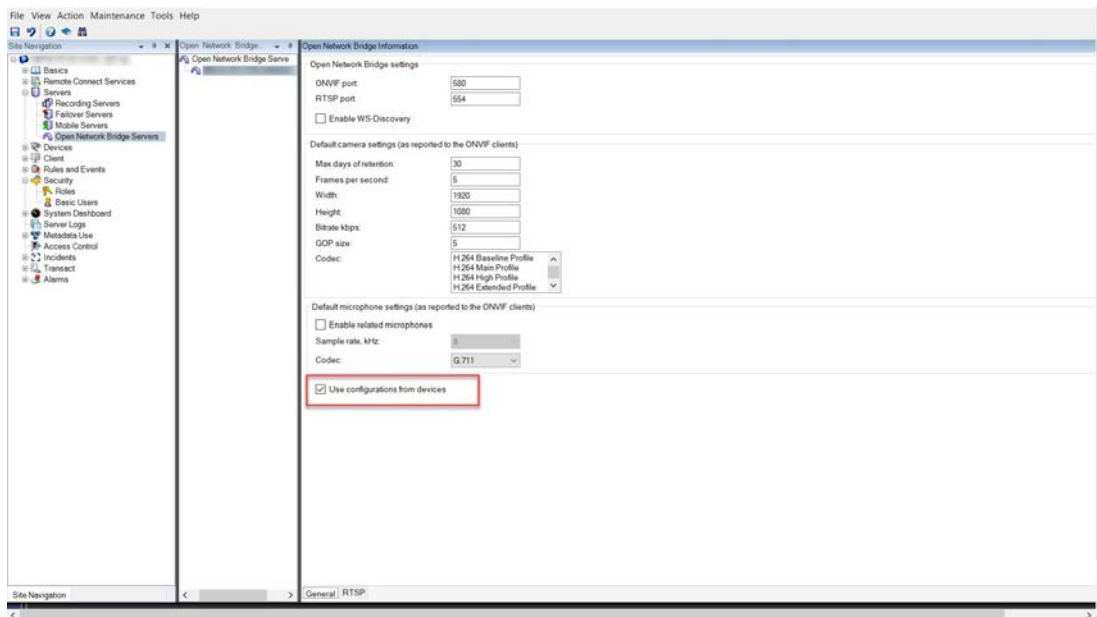 File View Action Maintenance Tools Help
Site Navigation
Basics
Remote Connect Services
Servers
Recording Servers
Failover Servers
Mobile Servers
Open Network Bridge Servers
Devices
Client
Rules and Events
Security
Roles
Basic Users
System Dashboard
Server Logs
Metadata Use
Access Control
Incidents
Transact
Alarms
Site Navigation
Open Network Bridge..
Open Network Bridge Serve
Open Network Bridge Information
Open Network Bridge settings
ONVIF port: 580
RTSP port: 554
Enable WS-Discovery
Default camera settings (as reported to the ONVIF clients)
Max days of retention: 30
Frames per second: 5
Width: 1920
Height: 1080
Bitrate kbps: 512
GOP size: 5
Codec: H.264 Baseline Profile
H.264 Main Profile
H.264 High Profile
H.264 Extended Profile
Default microphone settings (as reported to the ONVIF clients)
Enable related microphones
Sample rate, kHz: 8
Codec: G.711
Use configurations from devices
General RTSP